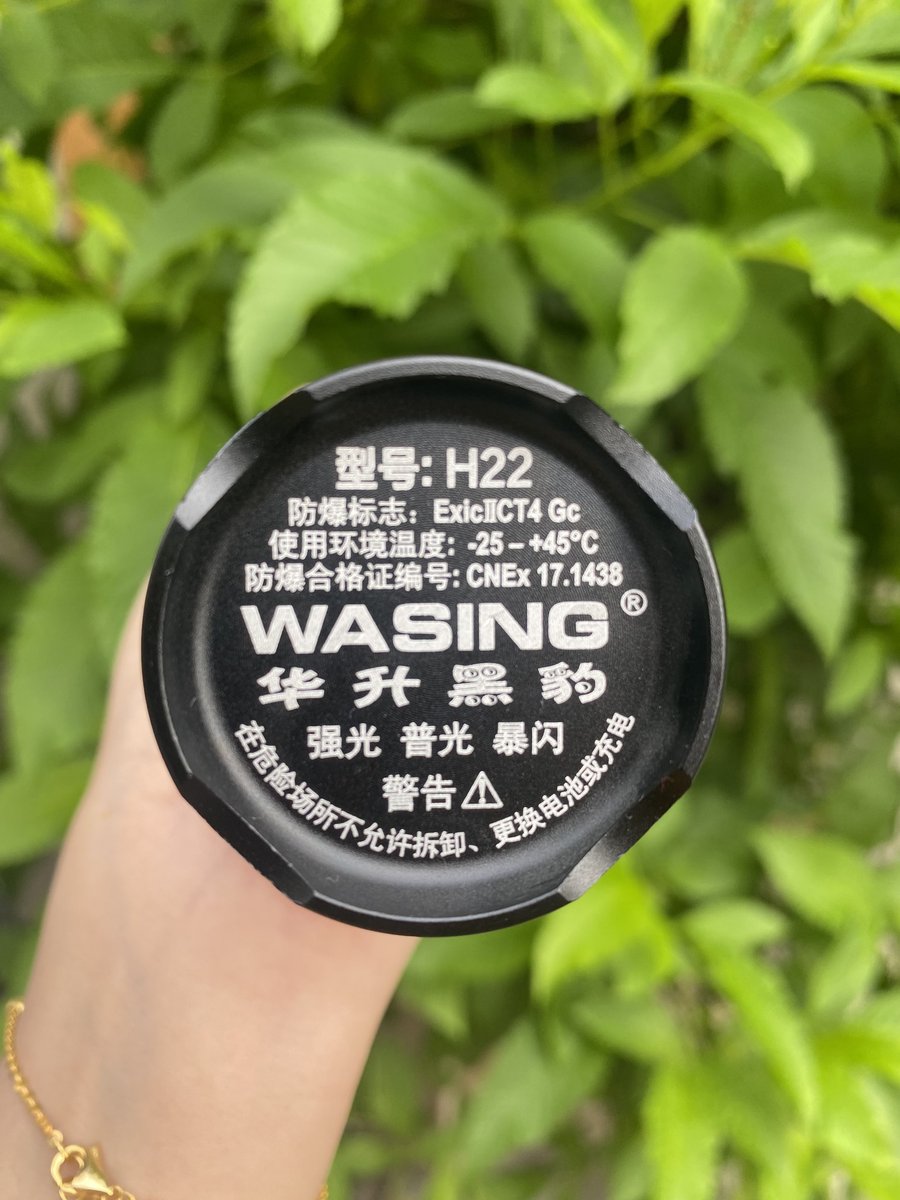 型号: H22
防爆标志: ExicⅡCT4 Gc
使用环境温度: -25 – +45°C
防爆合格证编号: CNEx 17.1438
WASING®
华升黑豹
强光 普光 暴闪
警告⚠
在危险场所不允许拆卸、更换电池或充电